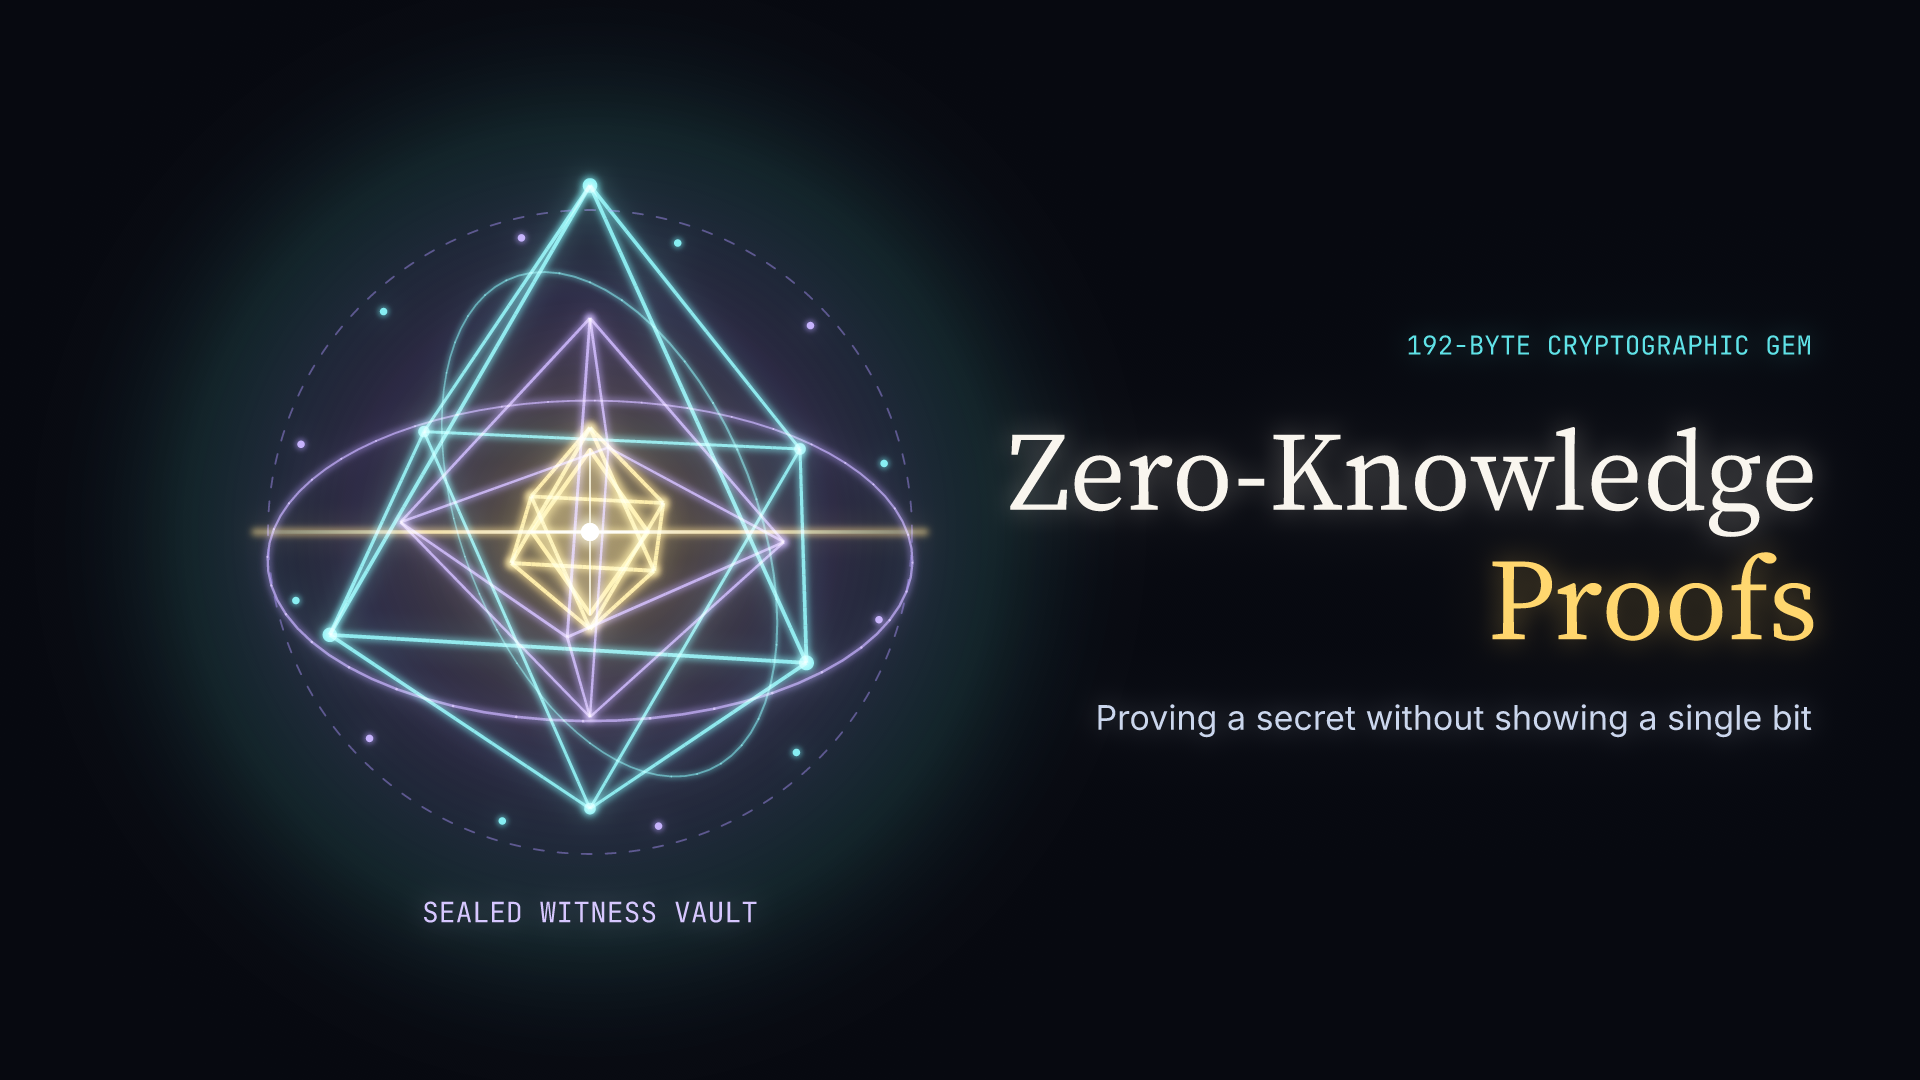 192-BYTE CRYPTOGRAPHIC GEM
Zero-Knowledge
Proofs
Proving a secret without showing a single bit
SEALED WITNESS VAULT